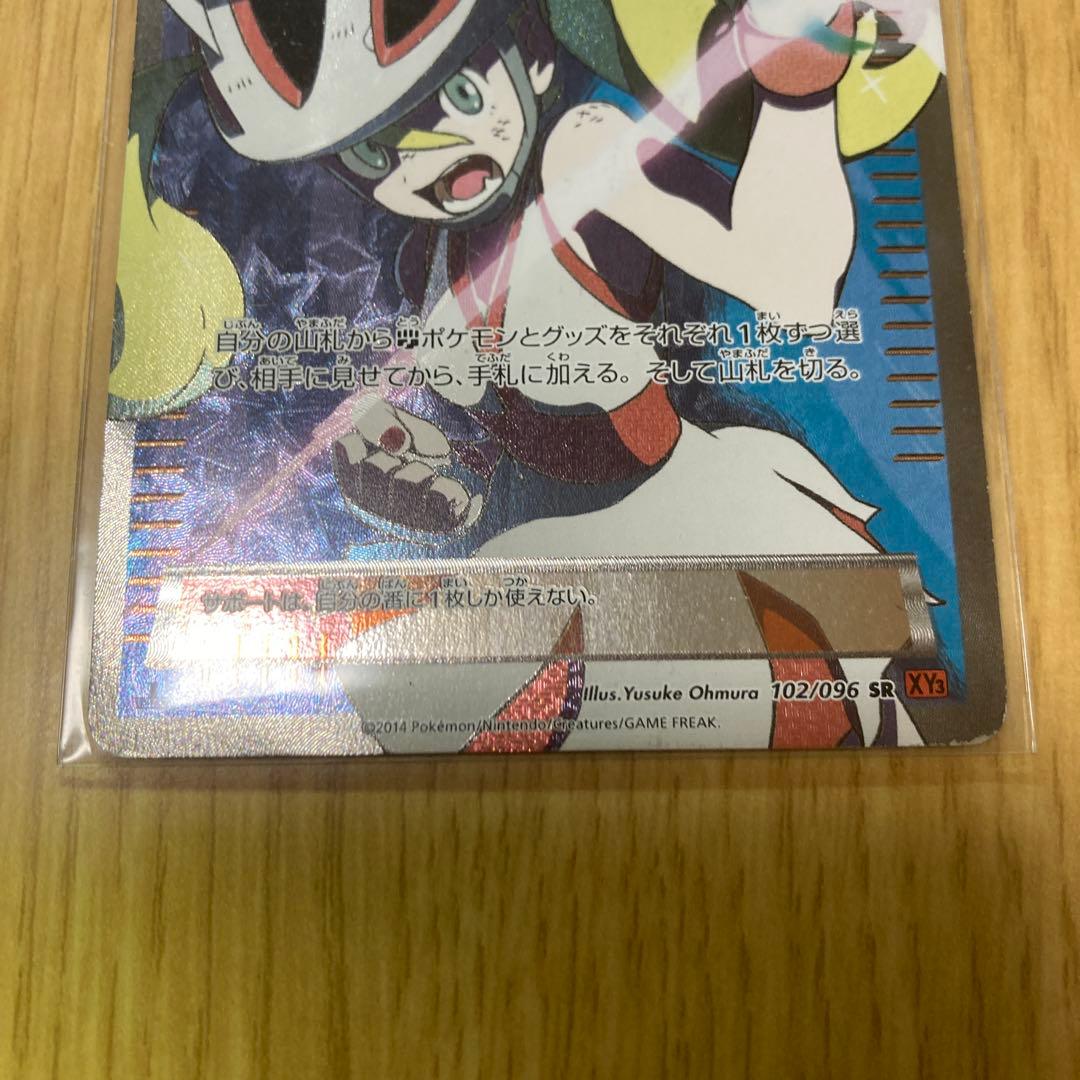 自分の山札からポケモンとグッズをそれぞれ1枚ずつ選
び、相手に見せてから、手札に加える。そして山札を切る。
サポートは、自分の番に1枚しか使えない。
Illus. Yusuke Ohmura 102/096 SR XY3
©2014 Pokémon/Nintendo/Creatures/GAME FREAK.